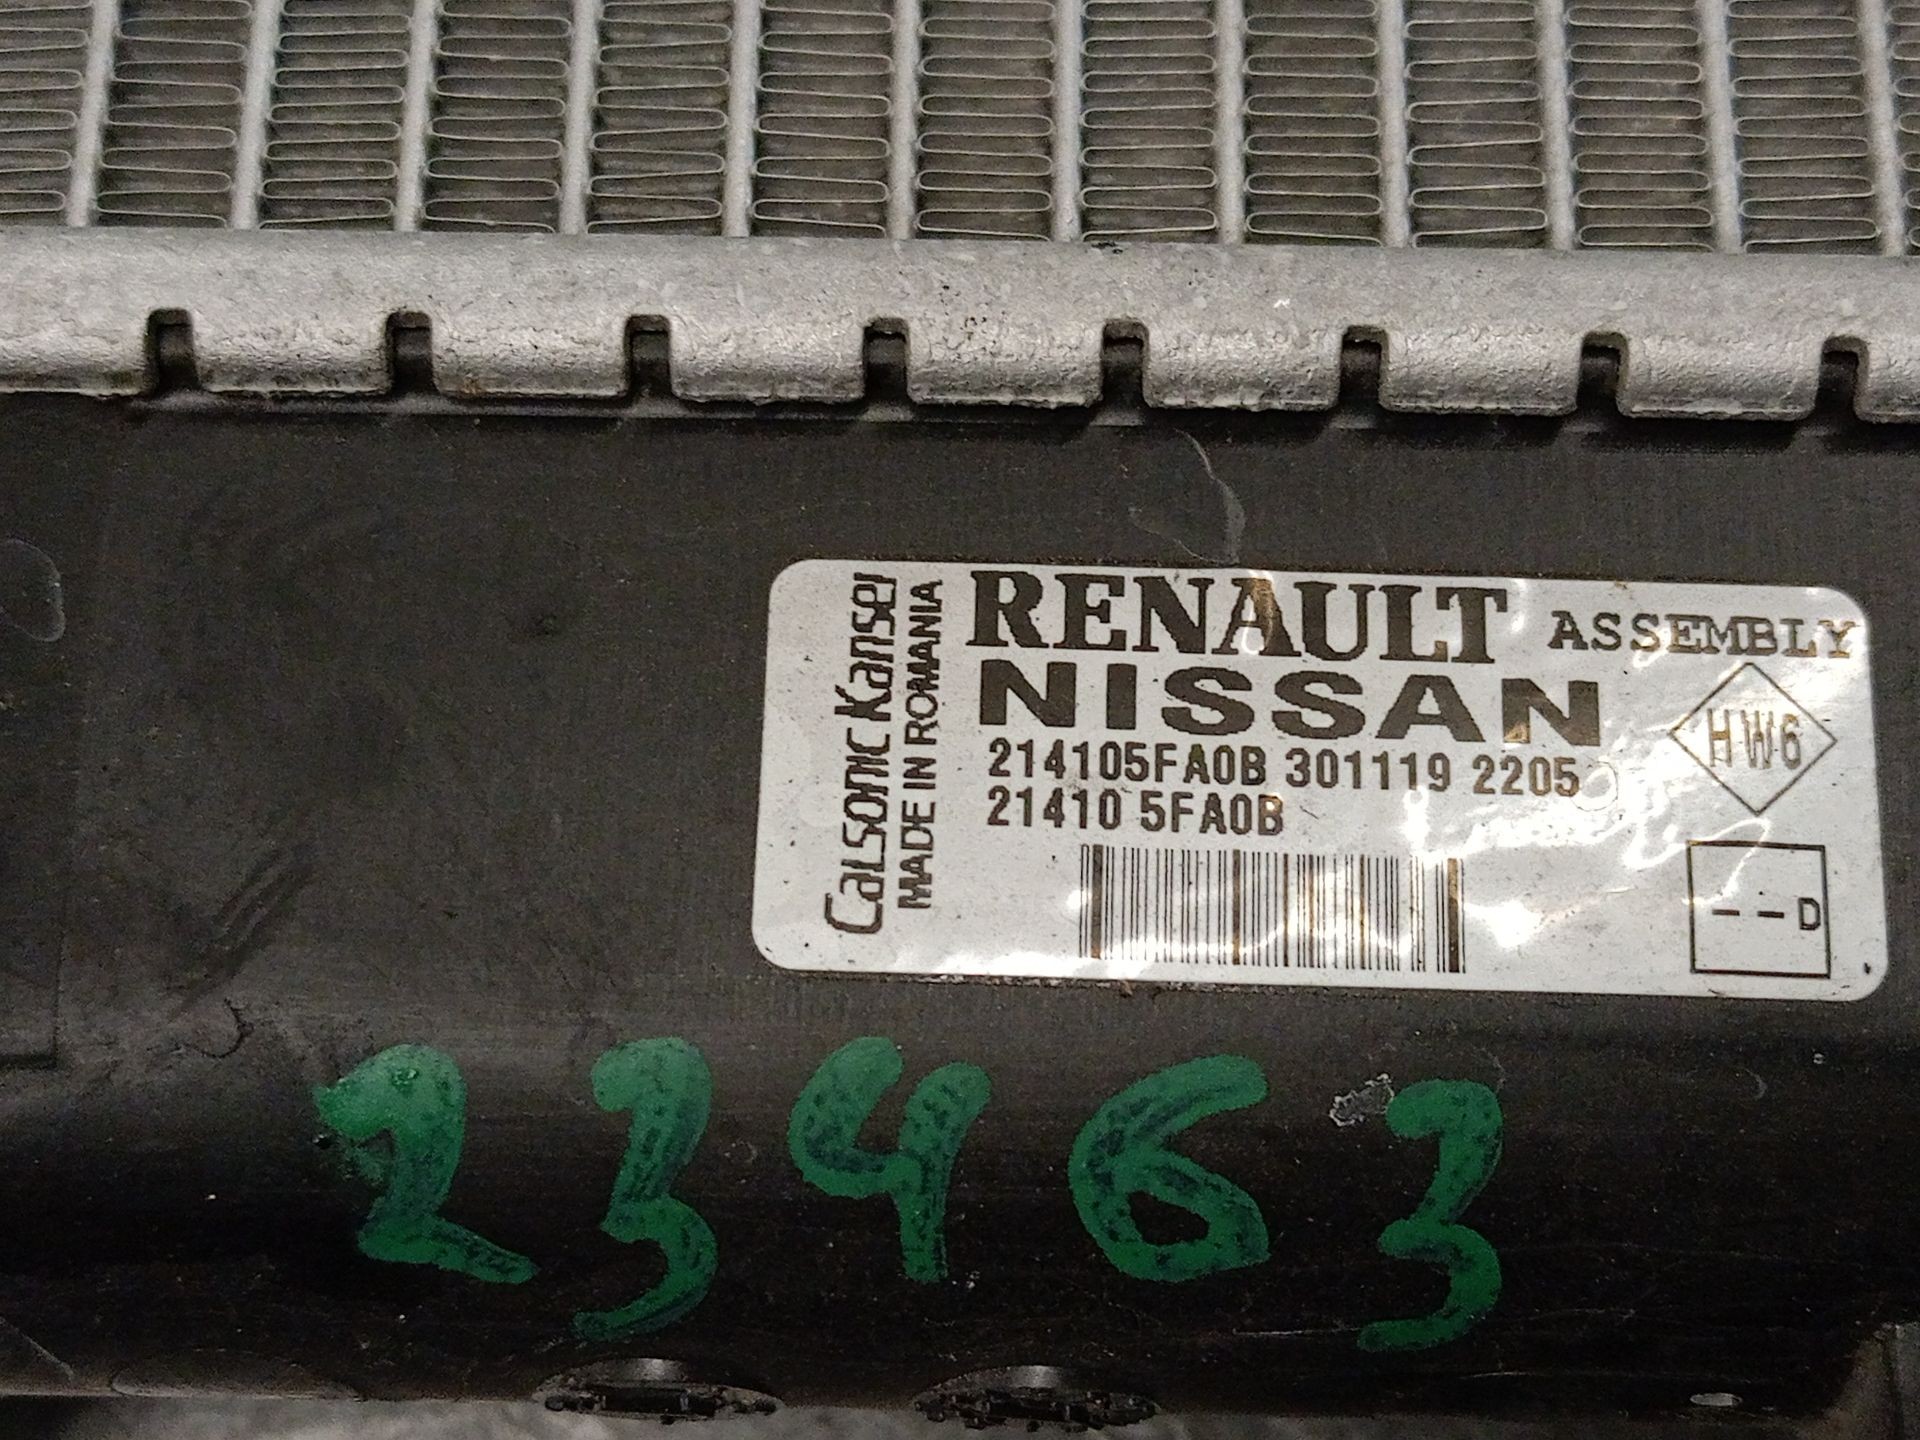 Calsonic Kansei
MADE IN ROMANIA
RENAULT ASSEMBLY
NISSAN
HW6
214105FA0B 301119 2205
21410 5FA0B
--D
23463